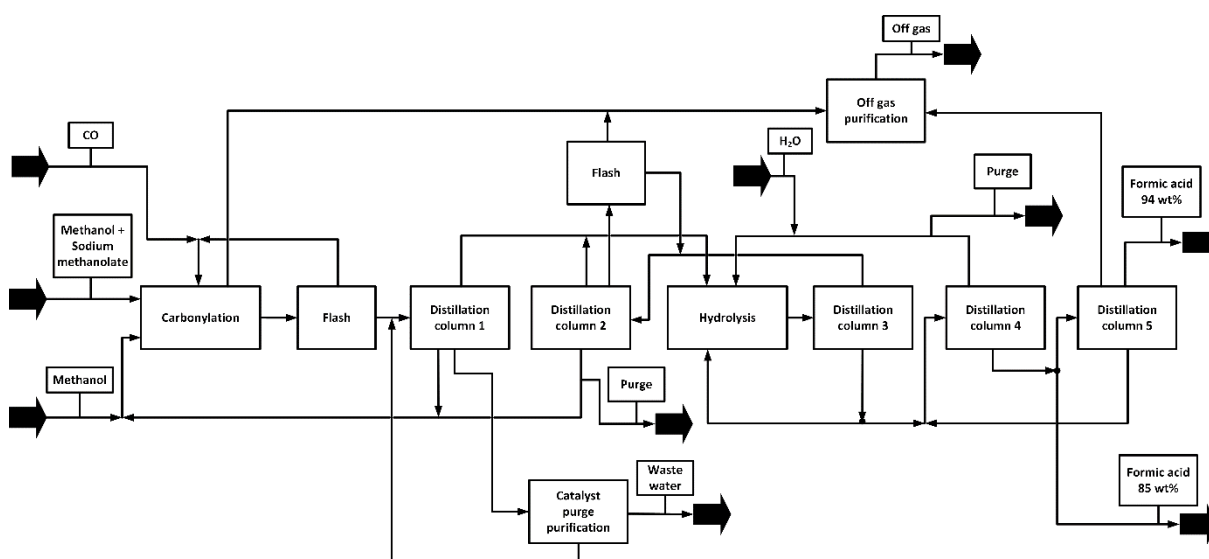 Off gas
Off gas
purification
CO
H₂O
Flash
Purge
Formic acid
94 wt%
Methanol +
Sodium
methanolate
Carbonylation
Flash
Distillation
column 1
Distillation
column 2
Hydrolysis
Distillation
column 3
Distillation
column 4
Distillation
column 5
Methanol
Purge
Catalyst
purge
purification
Waste
water
Formic acid
85 wt%